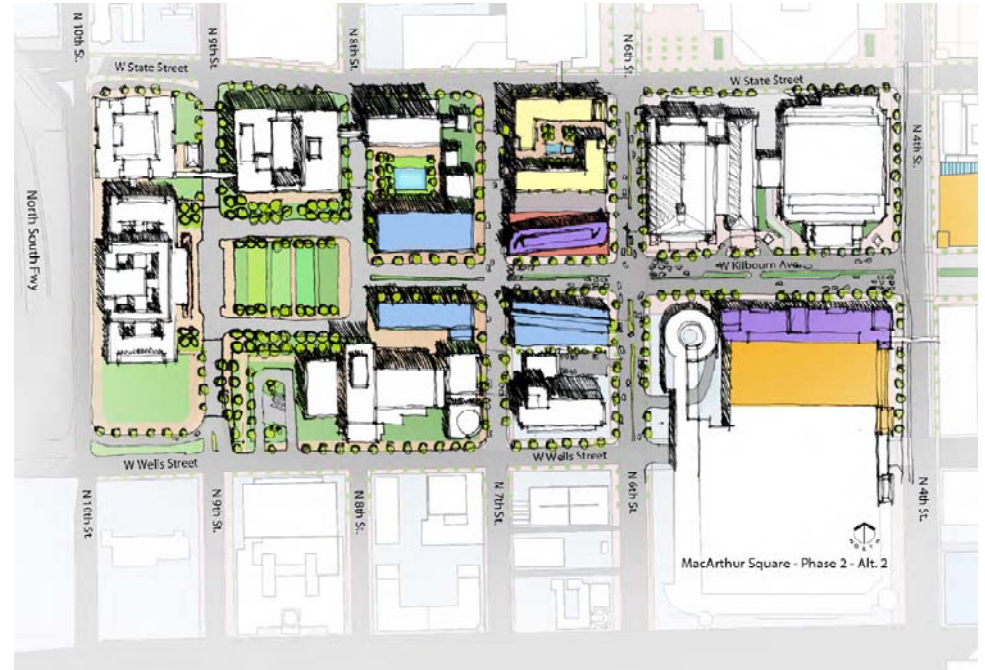 N 10th St.
N 9th St.
N 8th St.
N 6th St.
W State Street
W State Street
N 4th St.
North South Fwy
W Kilbourn Ave
W Wells Street
W Wells Street
N 10th St.
N 9th St.
N 8th St.
N 7th St.
N 6th St.
N 4th St.
NORTH
MacArthur Square - Phase 2 - Alt. 2